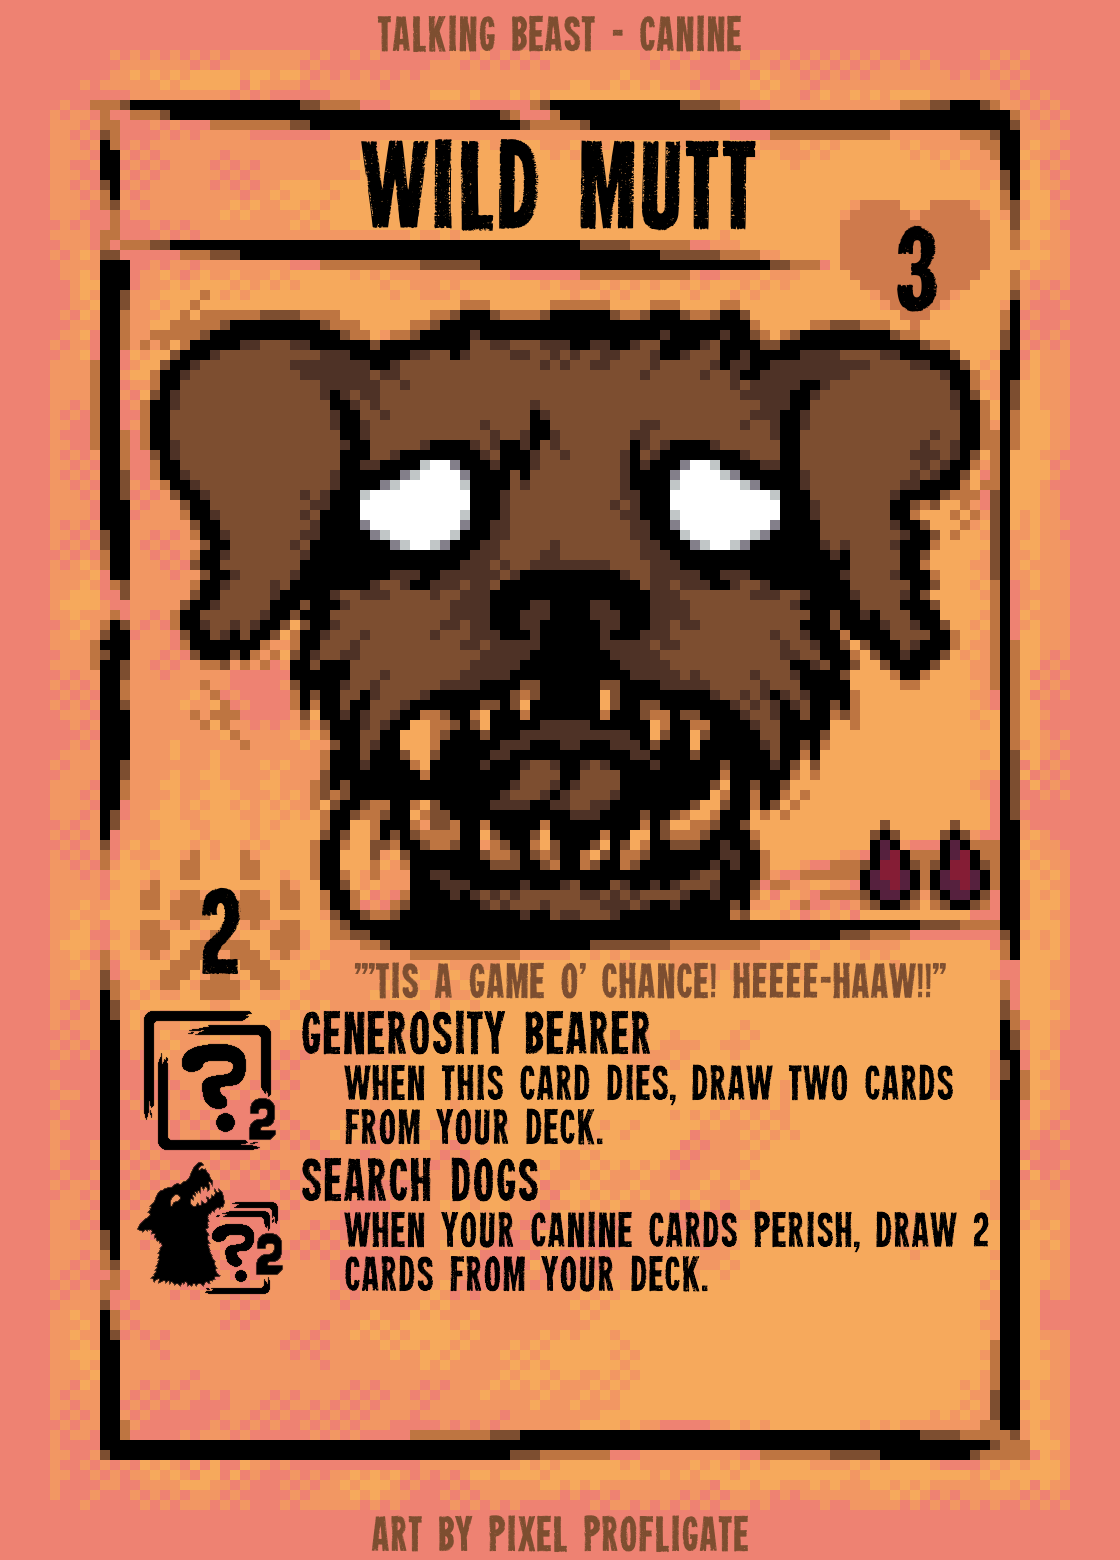 TALKING BEAST - CANINE
WILD MUTT
3
2
"'TIS A GAME O' CHANCE! HEEEE-HAAW!!"
GENEROSITY BEARER
? 2
WHEN THIS CARD DIES, DRAW TWO CARDS
FROM YOUR DECK.
SEARCH DOGS
? 2
WHEN YOUR CANINE CARDS PERISH, DRAW 2
CARDS FROM YOUR DECK.
ART BY PIXEL PROFLIGATE